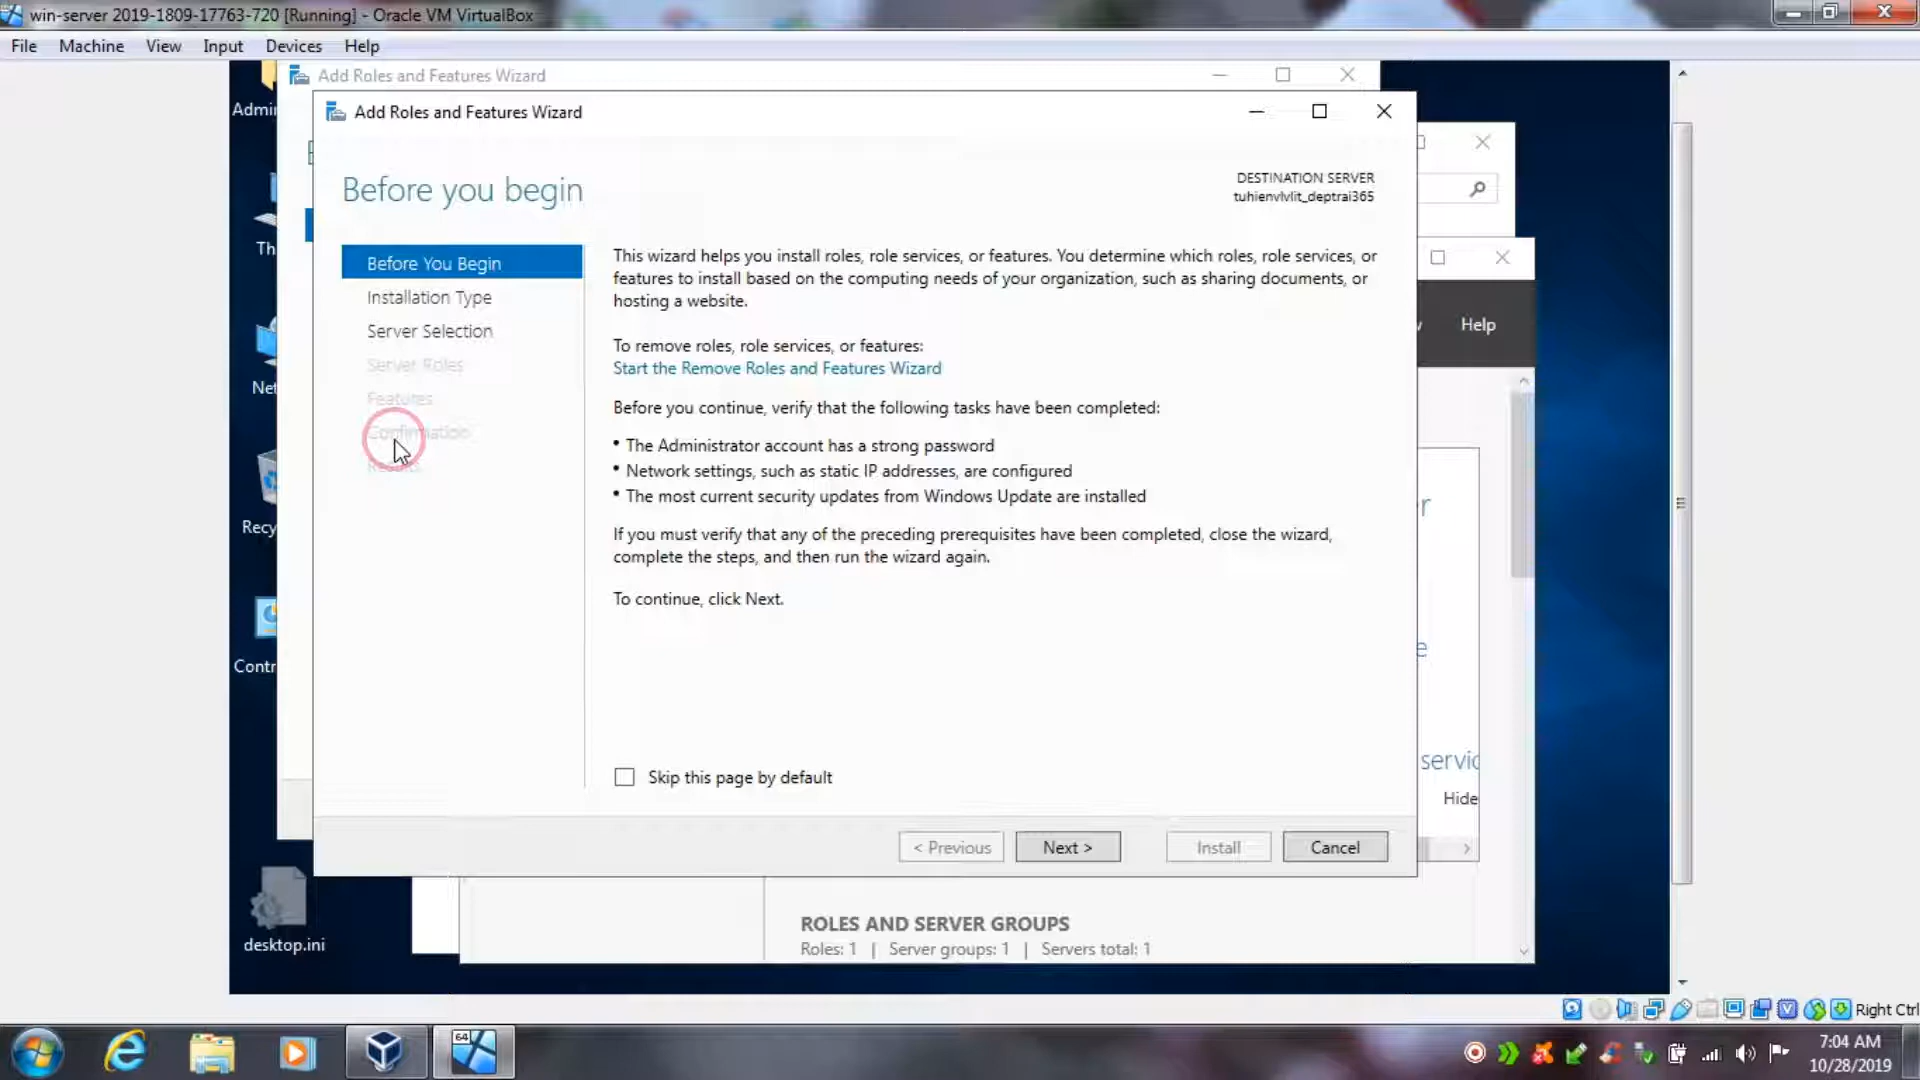 win-server 2019-1809-17763-720 [Running] - Oracle VM VirtualBox
File Machine View Input Devices Help
Add Roles and Features Wizard
Add Roles and Features Wizard
Before you begin
DESTINATION SERVER
tuhienvlvlit_deptrai365
Before You Begin
Installation Type
Server Selection
Server Roles
Features
Confirmation
This wizard helps you install roles, role services, or features. You determine which roles, role services, or
features to install based on the computing needs of your organization, such as sharing documents, or
hosting a website.
To remove roles, role services, or features:
Start the Remove Roles and Features Wizard
Before you continue, verify that the following tasks have been completed:
• The Administrator account has a strong password
• Network settings, such as static IP addresses, are configured
• The most current security updates from Windows Update are installed
If you must verify that any of the preceding prerequisites have been completed, close the wizard,
complete the steps, and then run the wizard again.
To continue, click Next.
Skip this page by default
< Previous
Next >
Install
Cancel
Admin
Th
Net
Recy
Contr
desktop.ini
Help
servic
Hide
ROLES AND SERVER GROUPS
Roles: 1 | Server groups: 1 | Servers total: 1
Right Ctrl
64
7:04 AM
10/28/2019